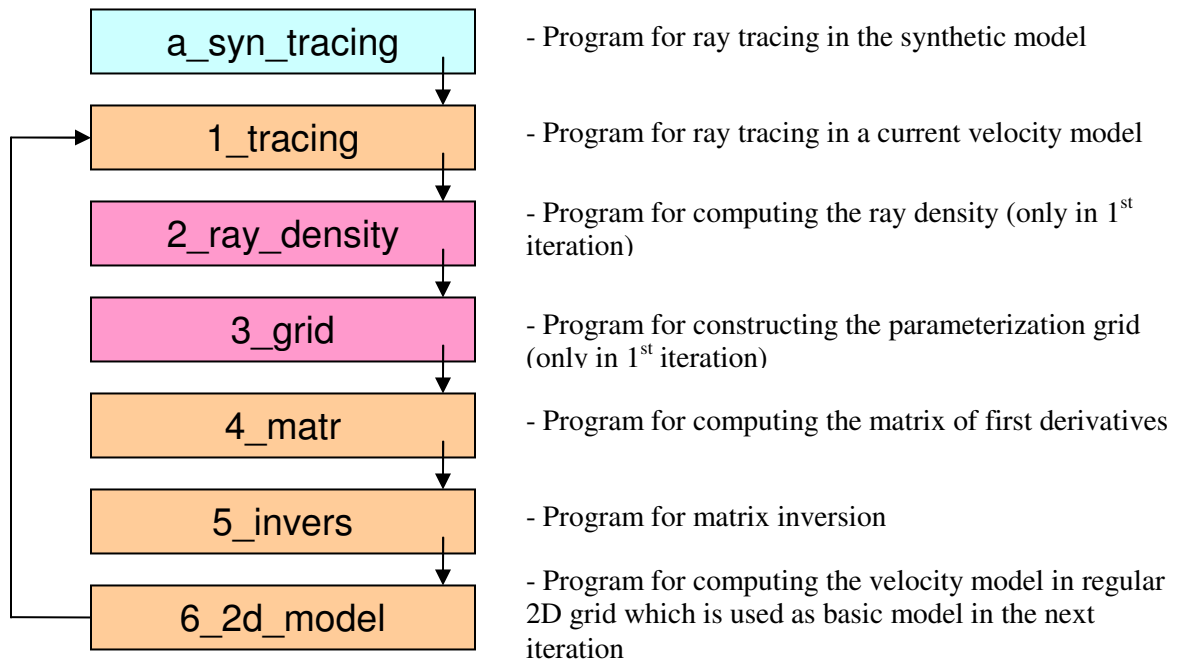 a_syn_tracing
- Program for ray tracing in the synthetic model
1_tracing
- Program for ray tracing in a current velocity model
2_ray_density
- Program for computing the ray density (only in 1st
iteration)
3_grid
- Program for constructing the parameterization grid
(only in 1st iteration)
4_matr
- Program for computing the matrix of first derivatives
5_invers
- Program for matrix inversion
6_2d_model
- Program for computing the velocity model in regular
2D grid which is used as basic model in the next
iteration